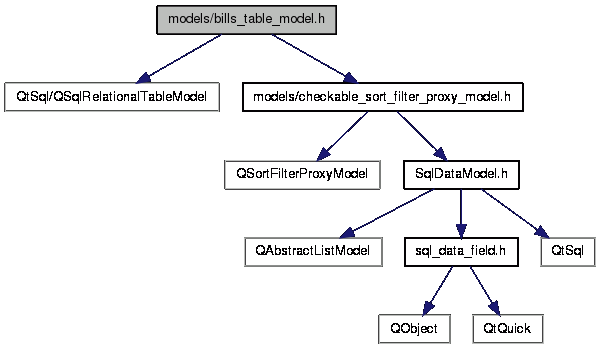 models/bills_table_model.h
QtSql/QSqlRelationalTableModel
models/checkable_sort_filter_proxy_model.h
QSortFilterProxyModel
SqlDataModel.h
QAbstractListModel
sql_data_field.h
QtSql
QObject
QtQuick